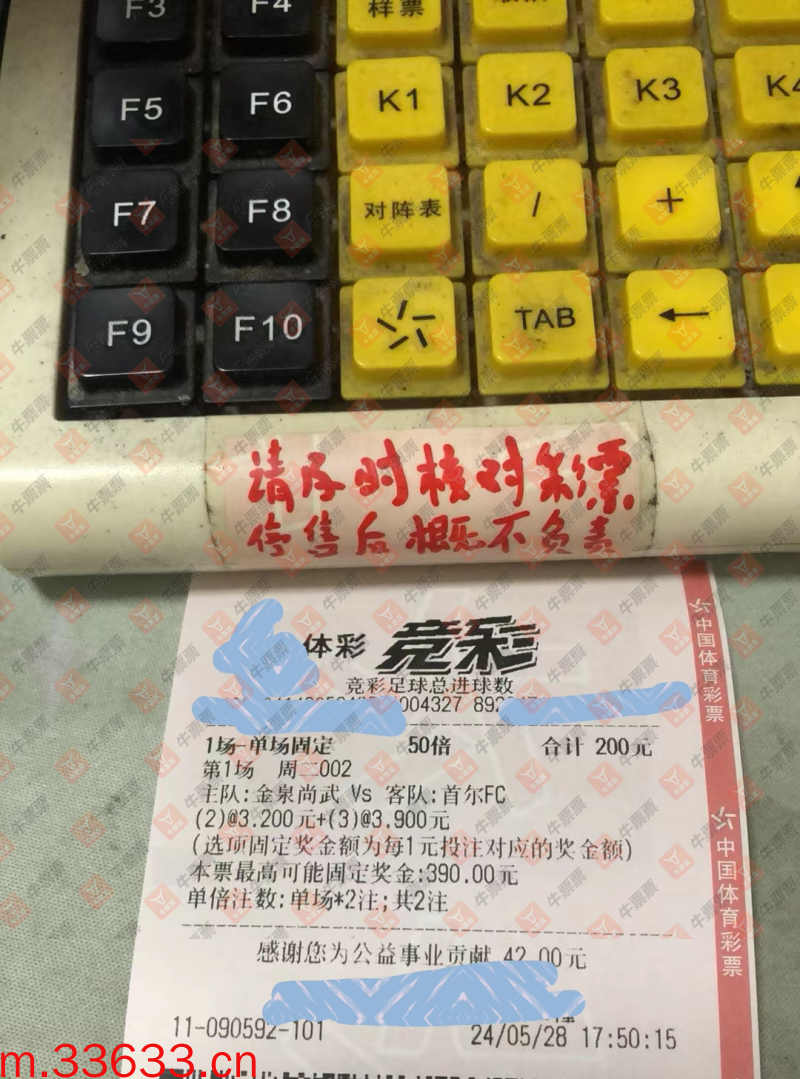 F3 F4 样票
F5 F6 K1 K2 K3 K4
F7 F8 对阵表 / +
F9 F10 TAB ←
请及时核对彩票
停售后概不负责
体彩 竞彩
竞彩足球总进球数
1场-单场固定 50倍 合计 200元
第1场 周二002
主队:金泉尚武 Vs 客队:首尔FC
(2)@3.200元+(3)@3.900元
(选项固定奖金额为每1元投注对应的奖金额)
本票最高可能固定奖金:390.00元
单倍注数:单场*2注;共2注
感谢您为公益事业贡献 42.00元
11-090592-101 24/05/28 17:50:15
中国体育彩票
中国体育彩票
m.33633.cn
牛票票